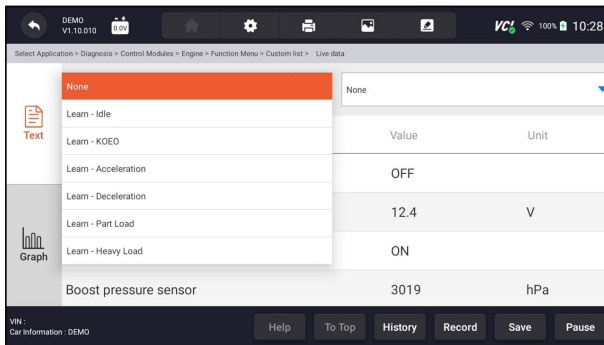 DEMO
V1.10.010
- +
0.0V
VCI
100%
10:28
Select Application > Diagnosis > Control Modules > Engine > Function Menu > Custom list > Live data
None
None
Learn - Idle
Text
Value
Unit
Learn - KOEO
Learn - Acceleration
OFF
Learn - Deceleration
12.4
V
Learn - Part Load
Graph
Learn - Heavy Load
ON
Boost pressure sensor
3019
hPa
VIN :
Car Information : DEMO
Help
To Top
History
Record
Save
Pause